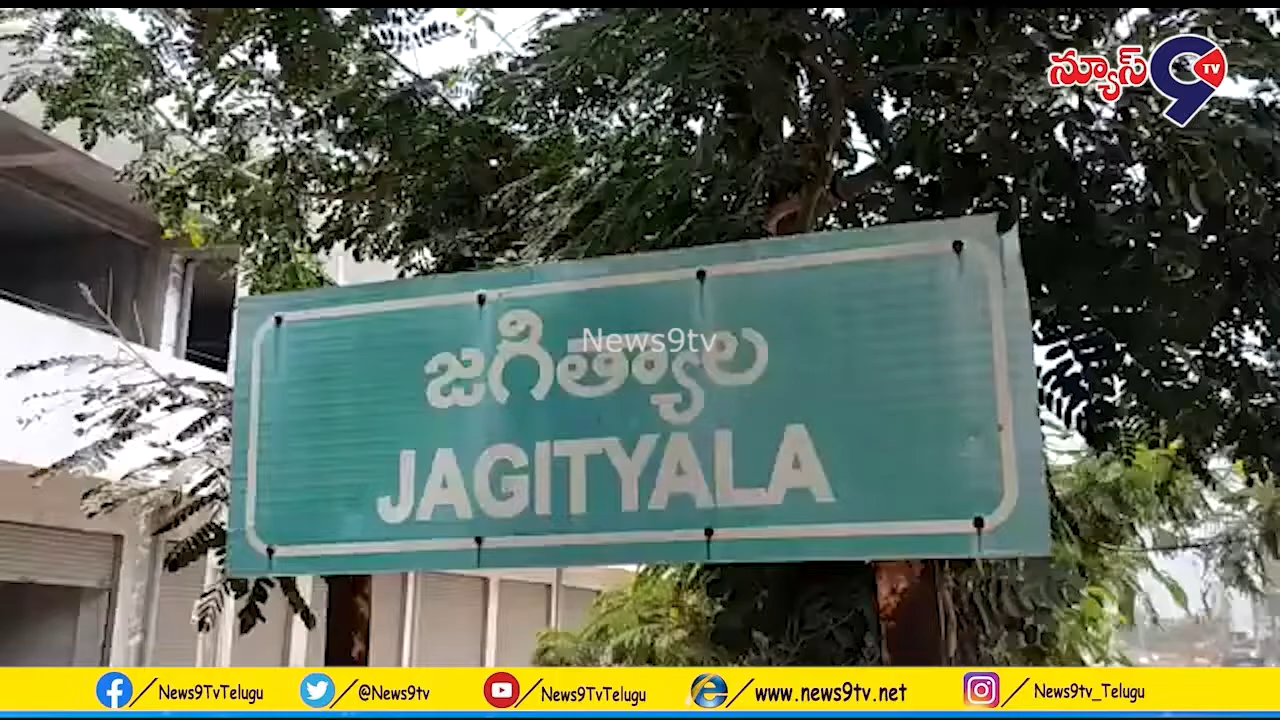 న్యూస్ 9 TV
జగిత్యాల
News9tv
JAGITYALA
/News9TvTelugu /@News9tv /News9TvTelugu /www.news9tv.net /News9tv_Telugu